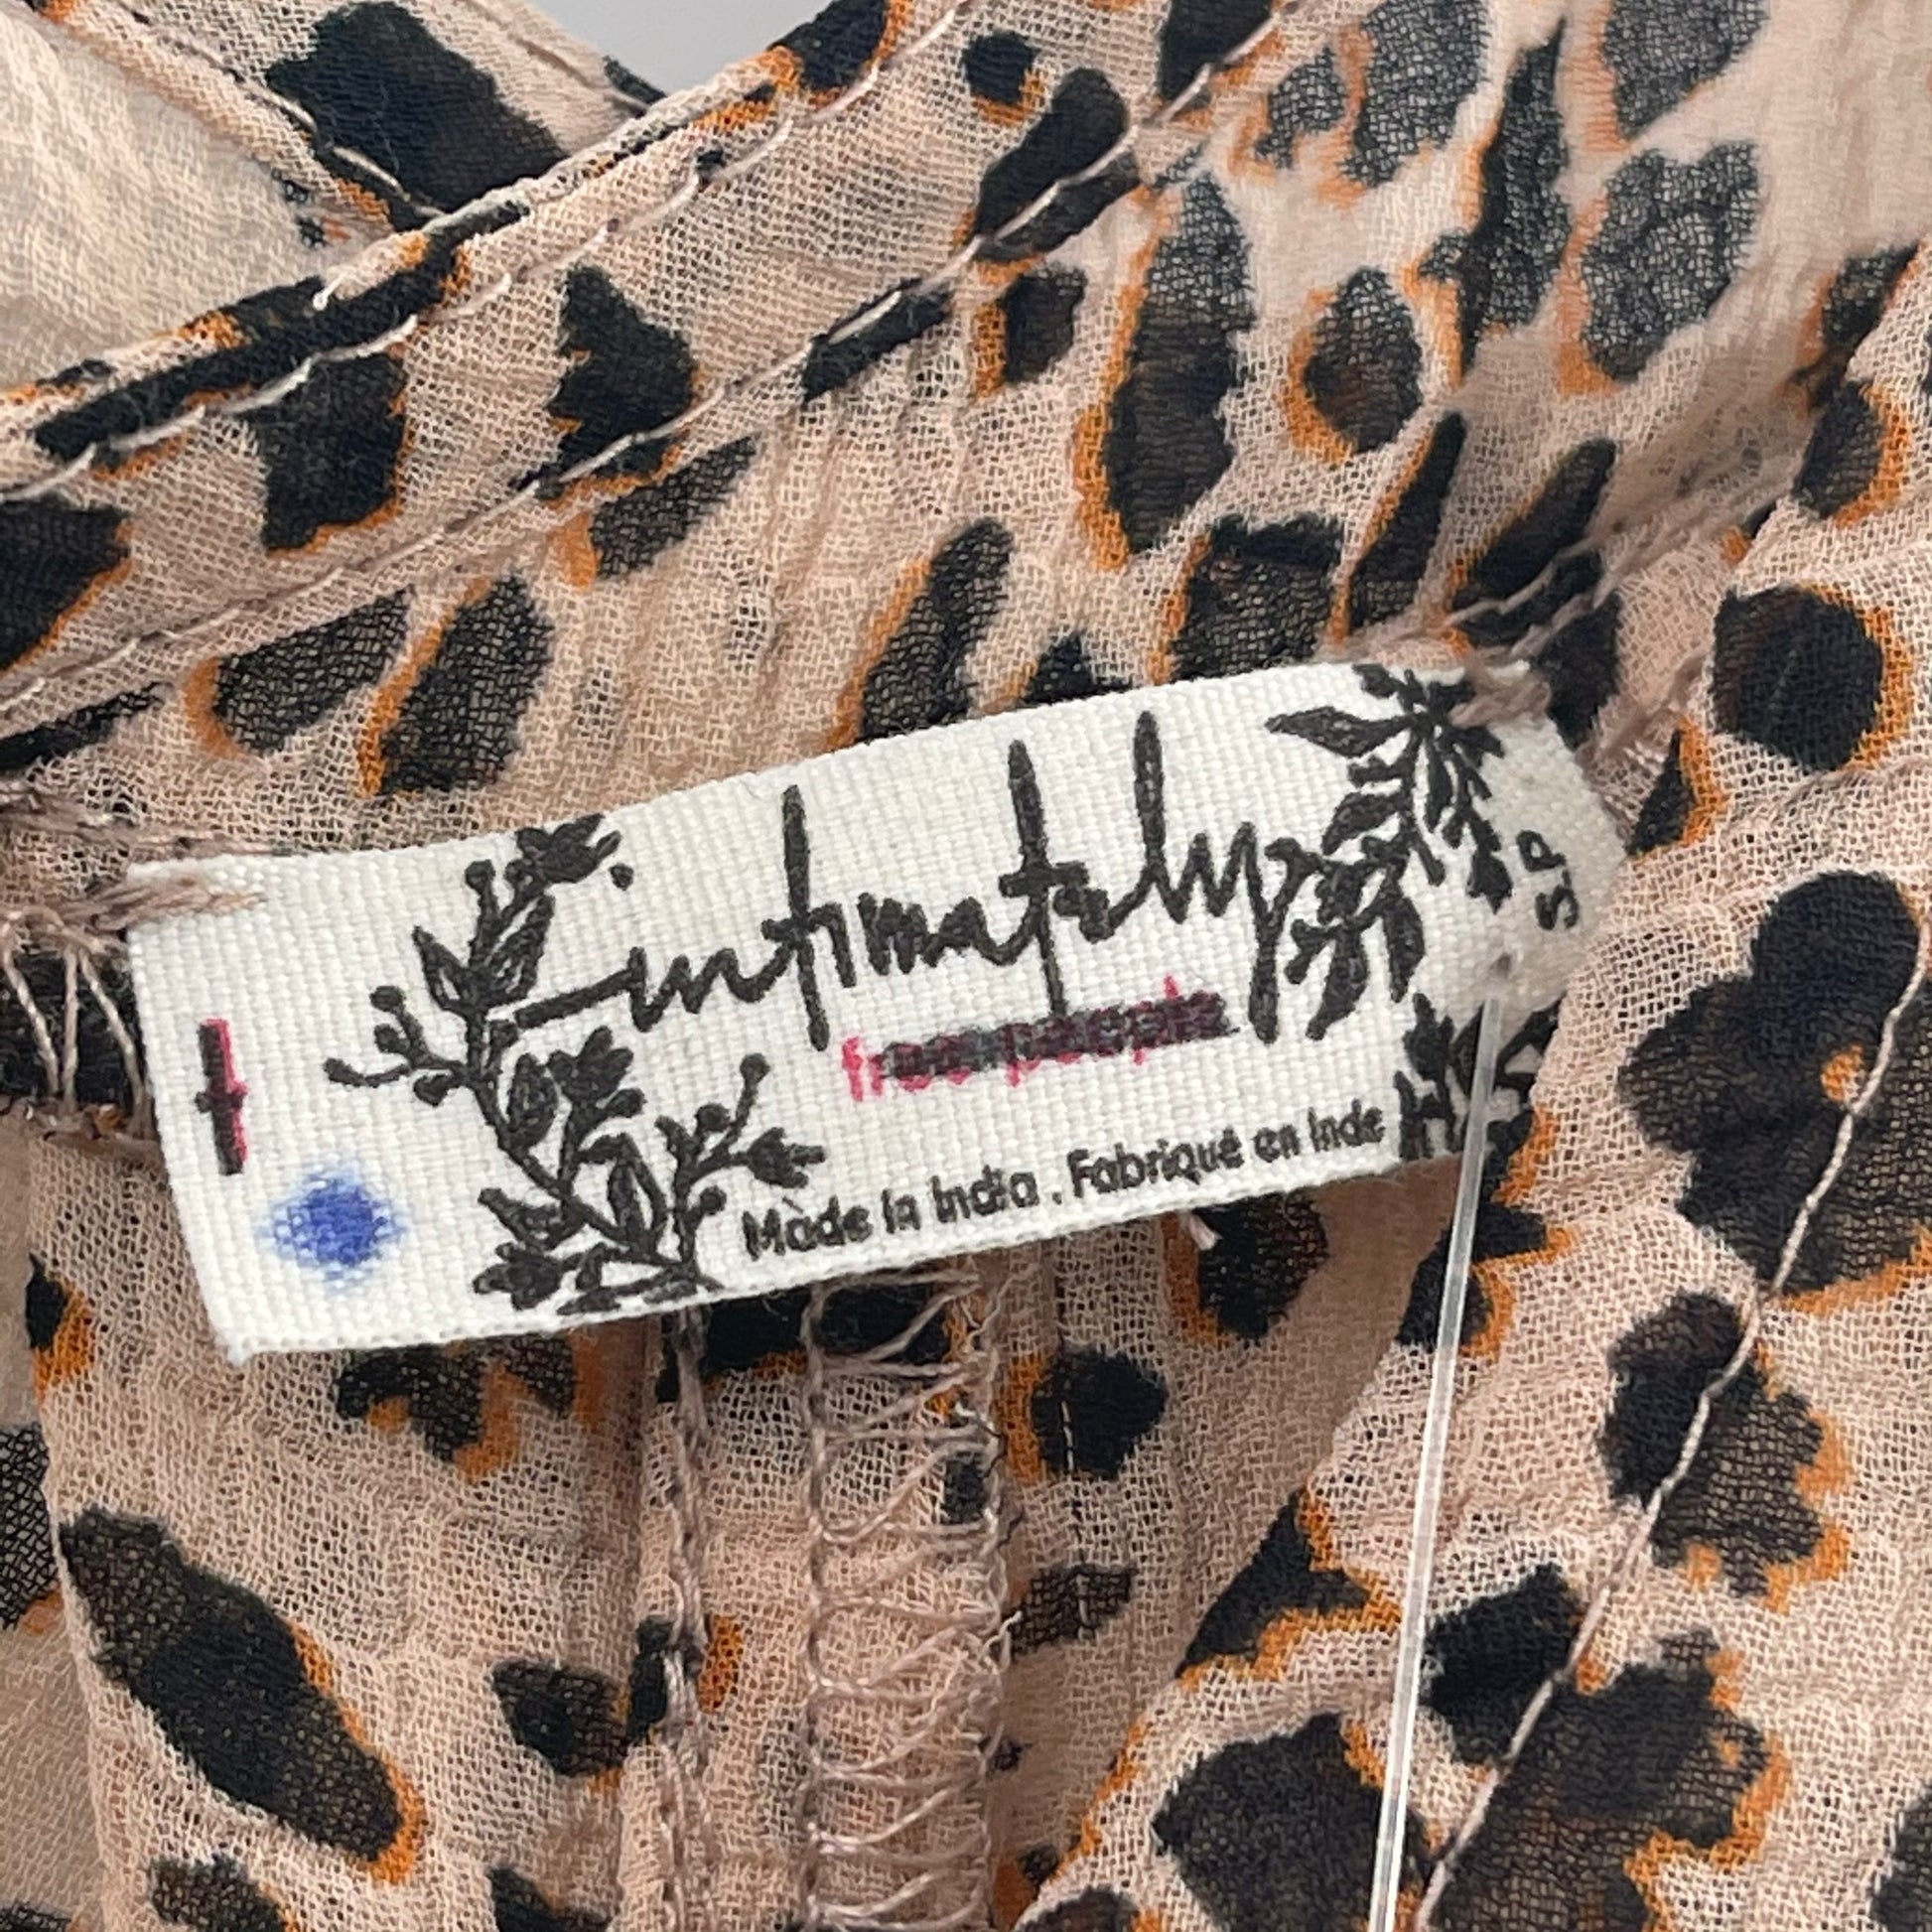 intimately
free people
Made in India . Fabriqué en Inde
S.P